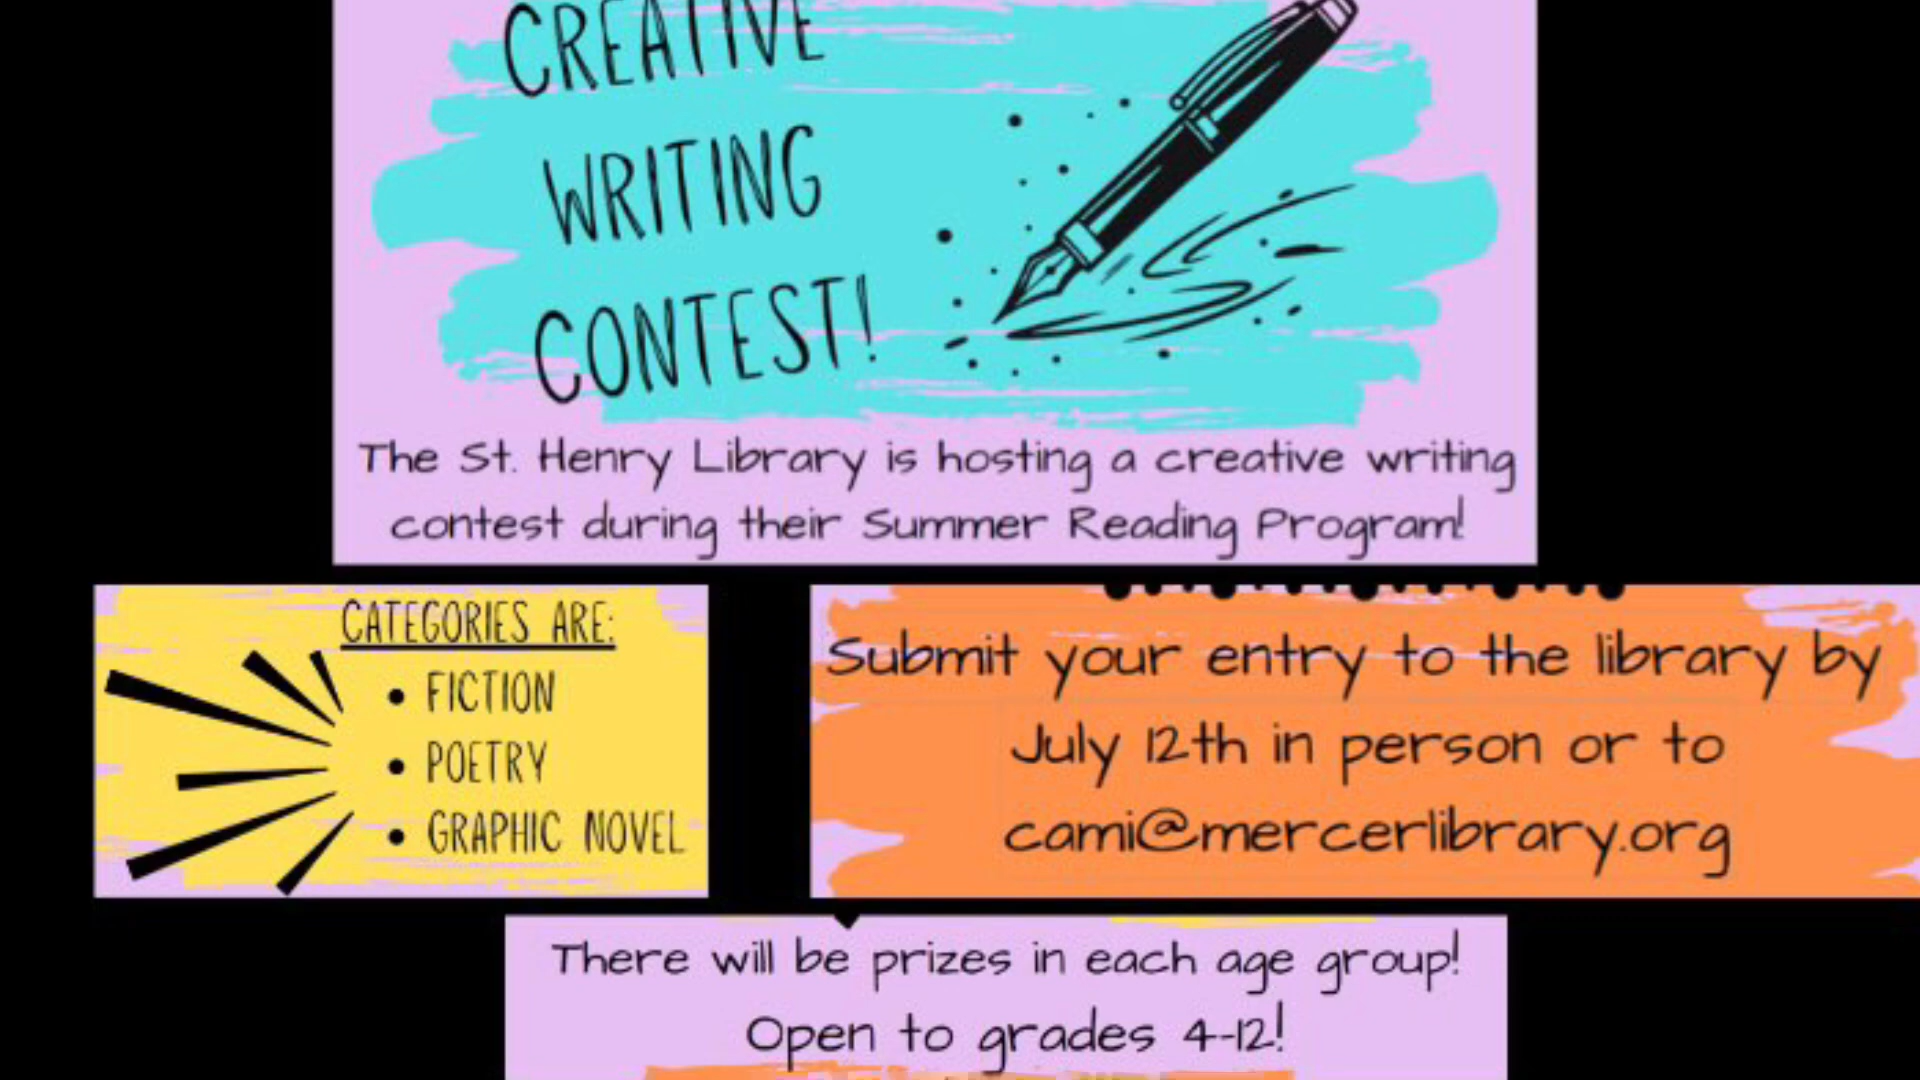 CREATIVE
WRITING
CONTEST!
The St. Henry Library is hosting a creative writing
contest during their Summer Reading Program!
CATEGORIES ARE:
• FICTION
• POETRY
• GRAPHIC NOVEL
Submit your entry to the library by
July 12th in person or to
cami@mercerlibrary.org
There will be prizes in each age group!
Open to grades 4-12!